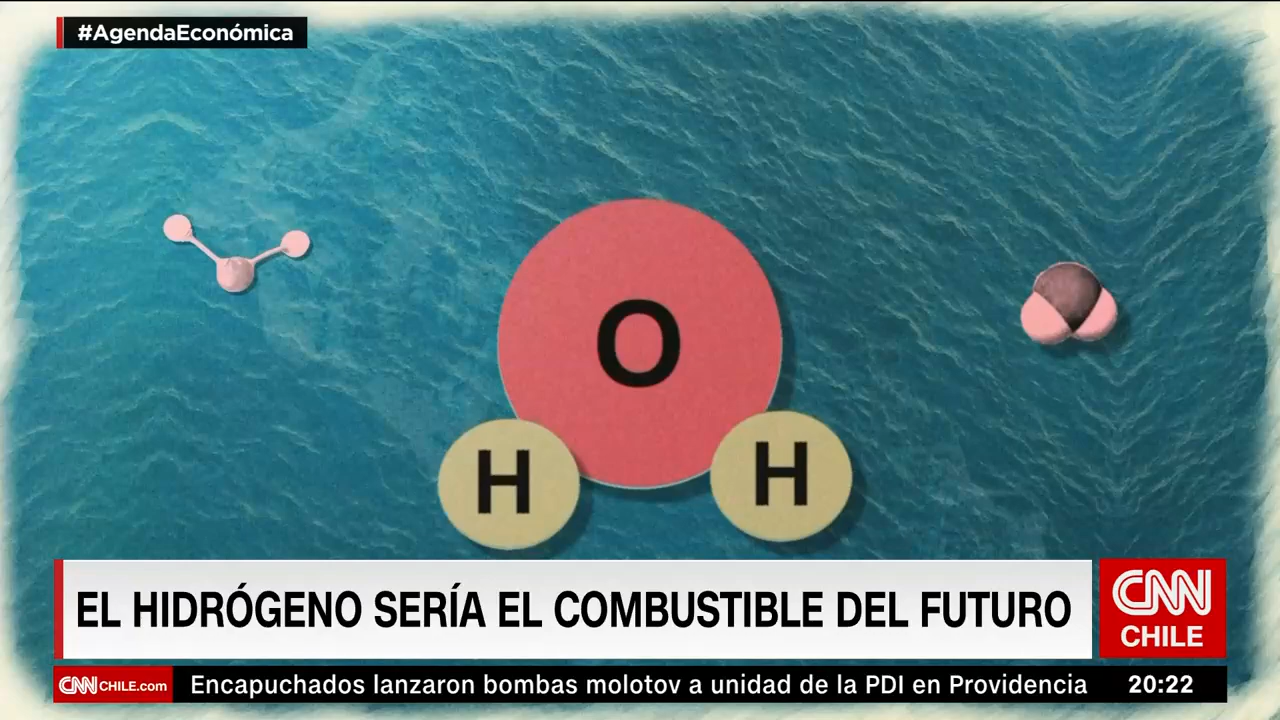 #AgendaEconómica
O
H
H
EL HIDRÓGENO SERÍA EL COMBUSTIBLE DEL FUTURO
CNN
CHILE
CNNCHILE.com
Encapuchados lanzaron bombas molotov a unidad de la PDI en Providencia
20:22